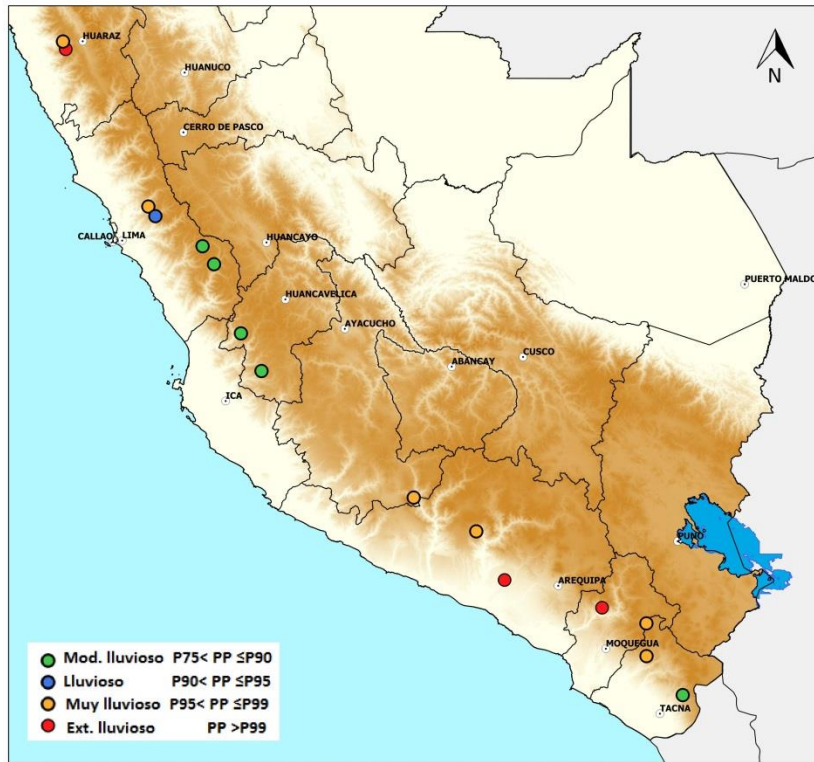 HUARAZ
N
HUANUCO
CERRO DE PASCO
CALLAO LIMA
HUANCAYO
PUERTO MALDO
HUANCAVELICA
AYACUCHO
CUSCO
ABANCAY
ICA
PUNO
AREQUIPA
MOQUEGUA
TACNA
Mod. lluvioso P75< PP ≤P90
Lluvioso P90< PP ≤P95
Muy lluvioso P95< PP ≤P99
Ext. lluvioso PP >P99